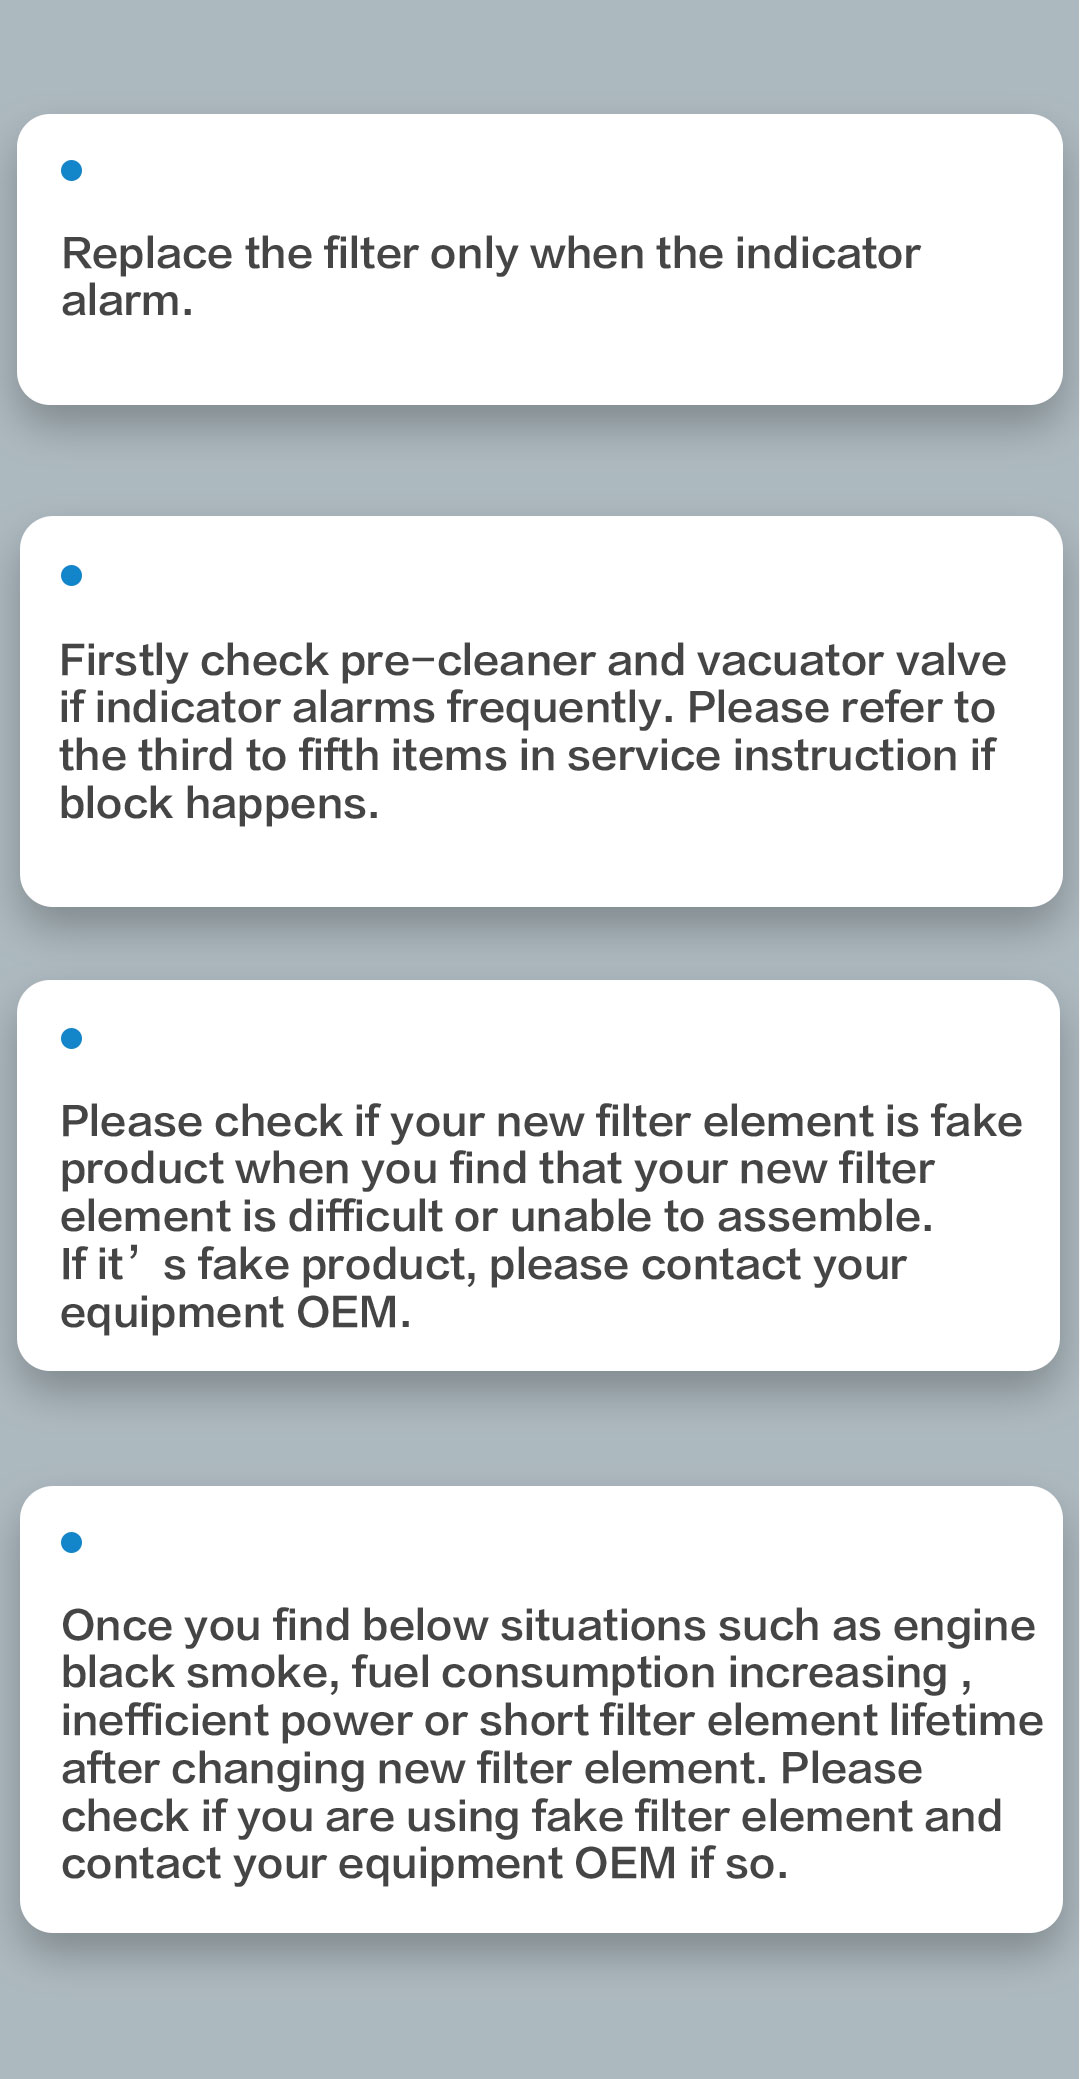 Replace the filter only when the indicator
alarm.
Firstly check pre-cleaner and vacuator valve
if indicator alarms frequently. Please refer to
the third to fifth items in service instruction if
block happens.
Please check if your new filter element is fake
product when you find that your new filter
element is difficult or unable to assemble.
If it’s fake product, please contact your
equipment OEM.
Once you find below situations such as engine
black smoke, fuel consumption increasing ,
inefficient power or short filter element lifetime
after changing new filter element. Please
check if you are using fake filter element and
contact your equipment OEM if so.